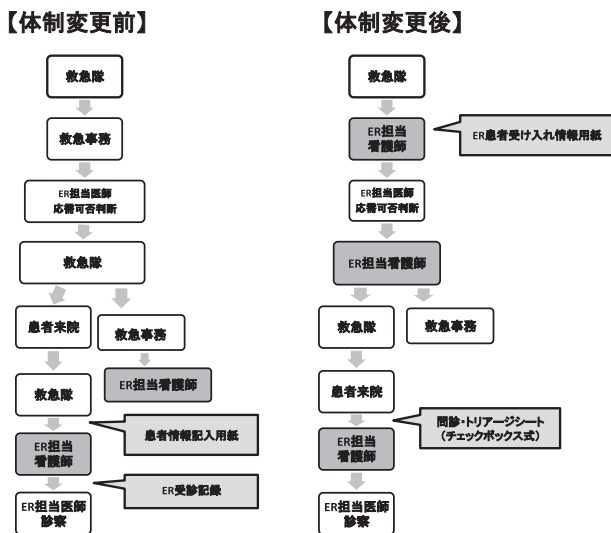 【体制変更前】
救急隊
救急事務
ER担当医師
応需可否判断
救急隊
患者来院
救急事務
救急隊
ER担当看護師
患者情報記入用紙
ER担当
看護師
ER受診記録
ER担当医師
診察
【体制変更後】
救急隊
ER担当
看護師
ER患者受け入れ情報用紙
ER担当医師
応需可否判断
ER担当看護師
救急隊
救急事務
患者来院
問診・トリアージシート
（チェックボックス式）
ER担当
看護師
ER担当医師
診察